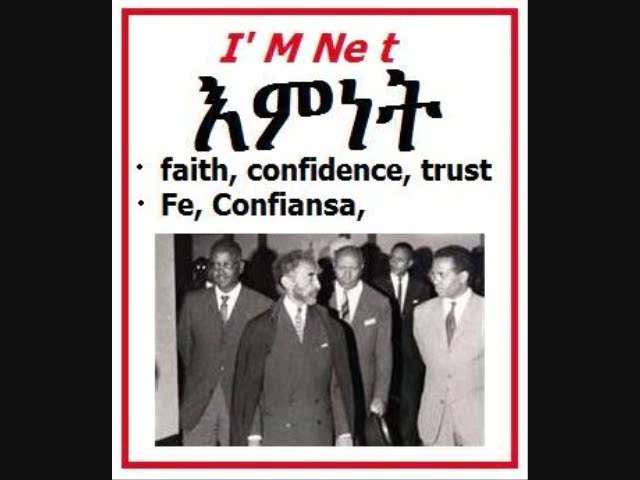 I' M Ne t
እምነት
· faith, confidence, trust
· Fe, Confiansa,